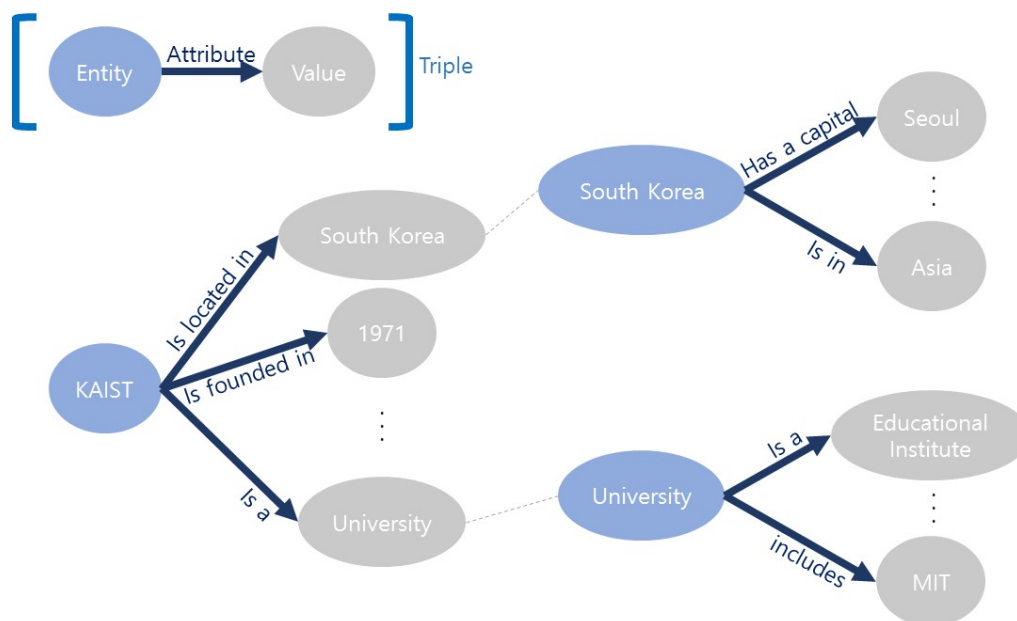 Entity
Attribute
Value
Triple
South Korea
Has a capital
Seoul
Is in
Asia
KAIST
Is located in
South Korea
Is founded in
1971
Is a
University
University
Is a
Educational
Institute
includes
MIT